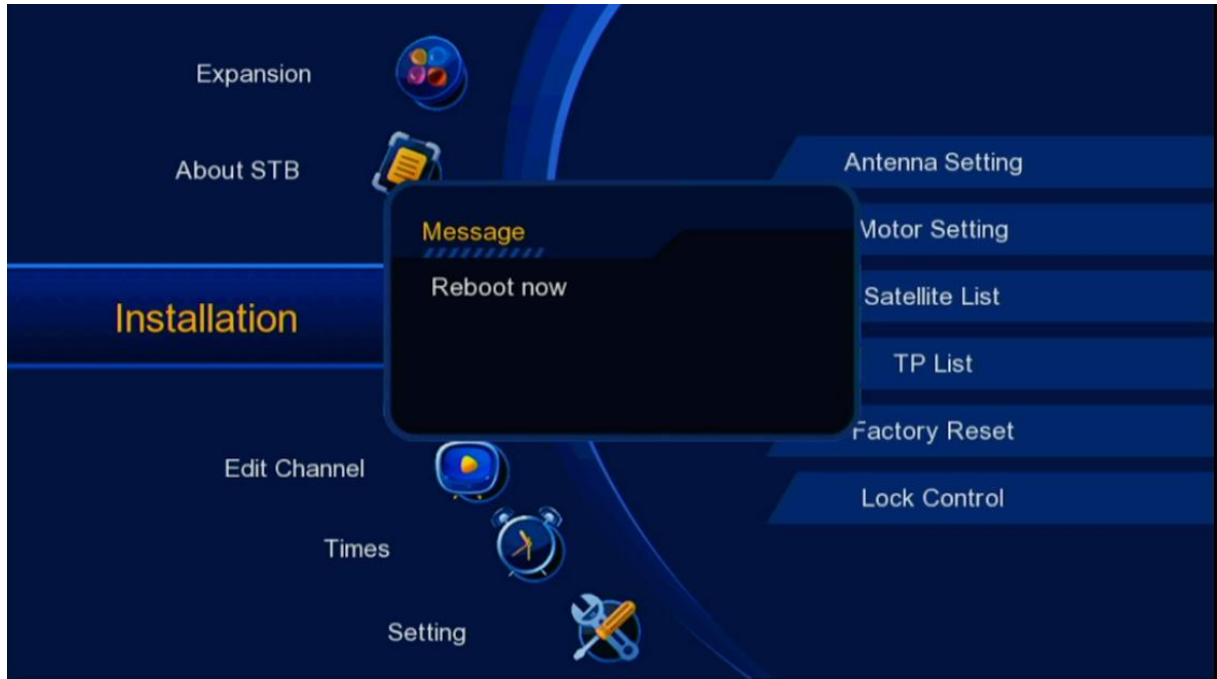 Expansion
About STB
Installation
Edit Channel
Times
Setting
Message
Reboot now
Antenna Setting
Motor Setting
Satellite List
TP List
Factory Reset
Lock Control